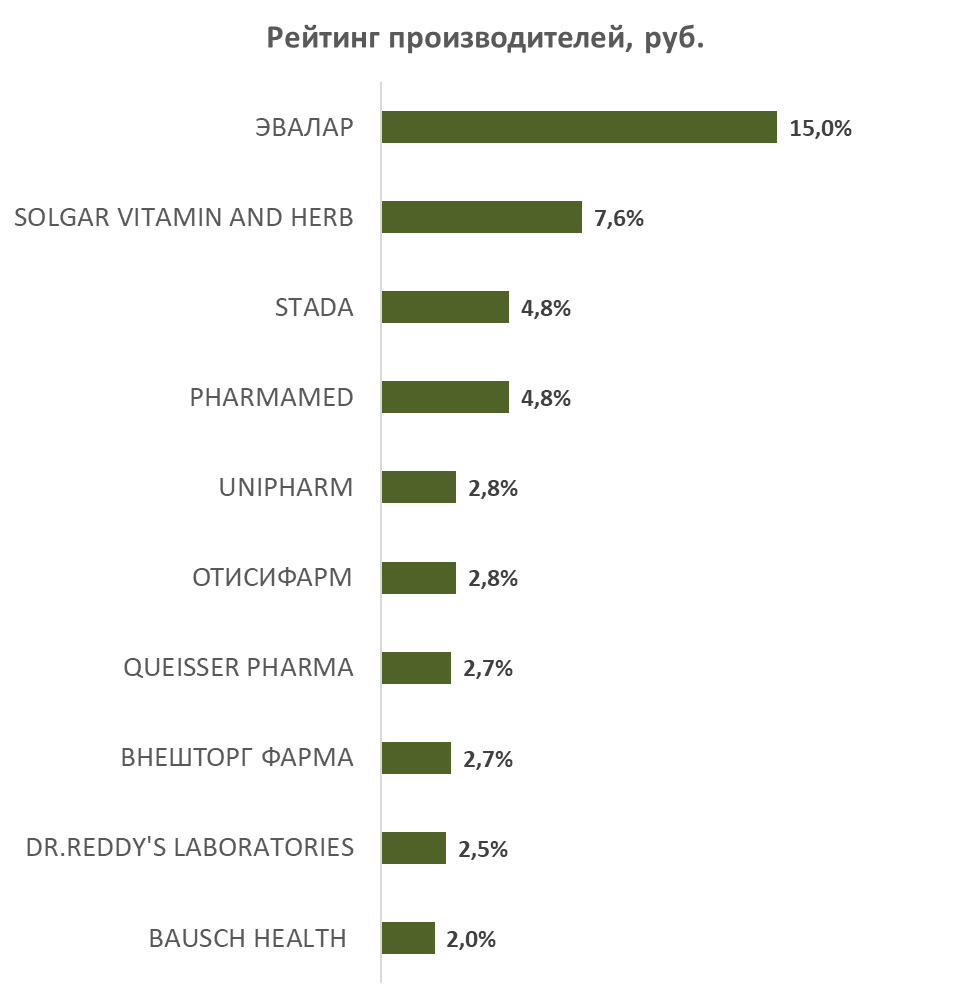 Рейтинг производителей, руб.
ЭВАЛАР 15,0%
SOLGAR VITAMIN AND HERB 7,6%
STADA 4,8%
PHARMAMED 4,8%
UNIPHARM 2,8%
ОТИСИФАРМ 2,8%
QUEISSER PHARMA 2,7%
ВНЕШТОРГ ФАРМА 2,7%
DR.REDDY'S LABORATORIES 2,5%
BAUSCH HEALTH 2,0%